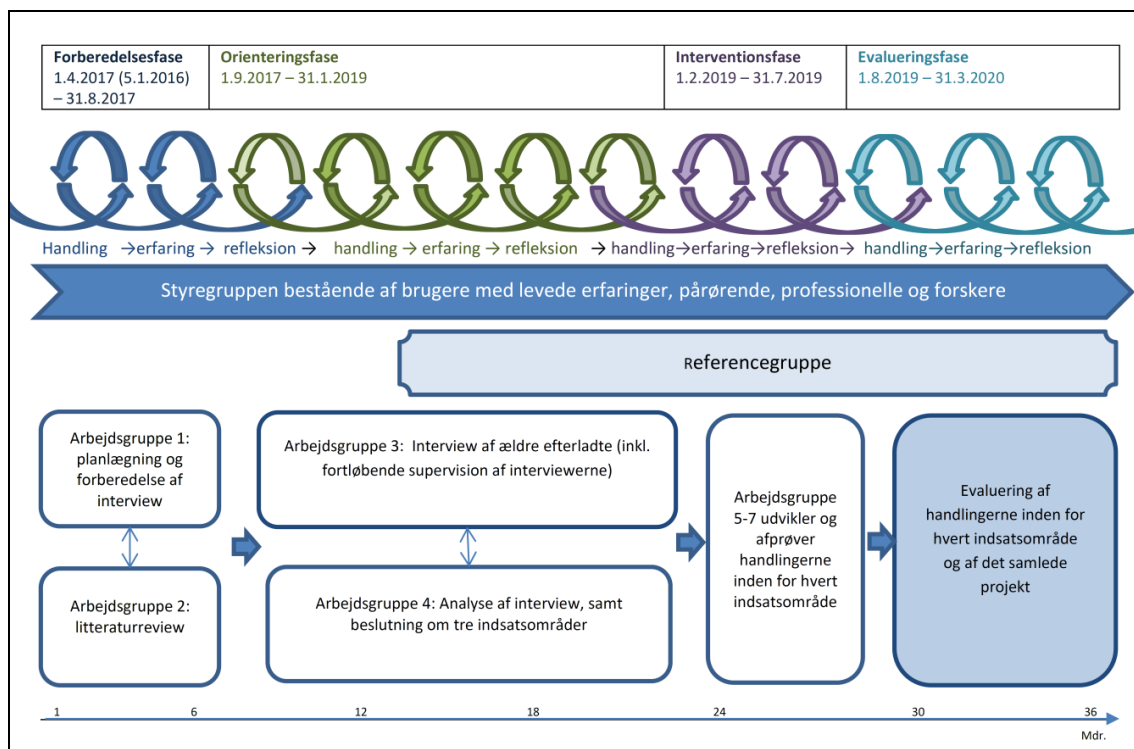 Forberedelsesfase
1.4.2017 (5.1.2016)
– 31.8.2017
Orienteringsfase
1.9.2017 – 31.1.2019
Interventionsfase
1.2.2019 – 31.7.2019
Evalueringsfase
1.8.2019 – 31.3.2020
Handling →erfaring → refleksion → handling → erfaring → refleksion → handling→erfaring→refleksion→ handling→erfaring→refleksion
Styregruppen bestående af brugere med levede erfaringer, pårørende, professionelle og forskere
Referencegruppe
Arbejdsgruppe 1:
planlægning og
forberedelse af
interview
Arbejdsgruppe 2:
litteraturreview
Arbejdsgruppe 3: Interview af ældre efterladte (inkl.
fortløbende supervision af interviewerne)
Arbejdsgruppe 4: Analyse af interview, samt
beslutning om tre indsatsområder
Arbejdsgruppe
5-7 udvikler og
afprøver
handlingerne
inden for hvert
indsatsområde
Evaluering af
handlingerne inden for
hvert indsatsområde
og af det samlede
projekt
1 6 12 18 24 30 36
Mdr.